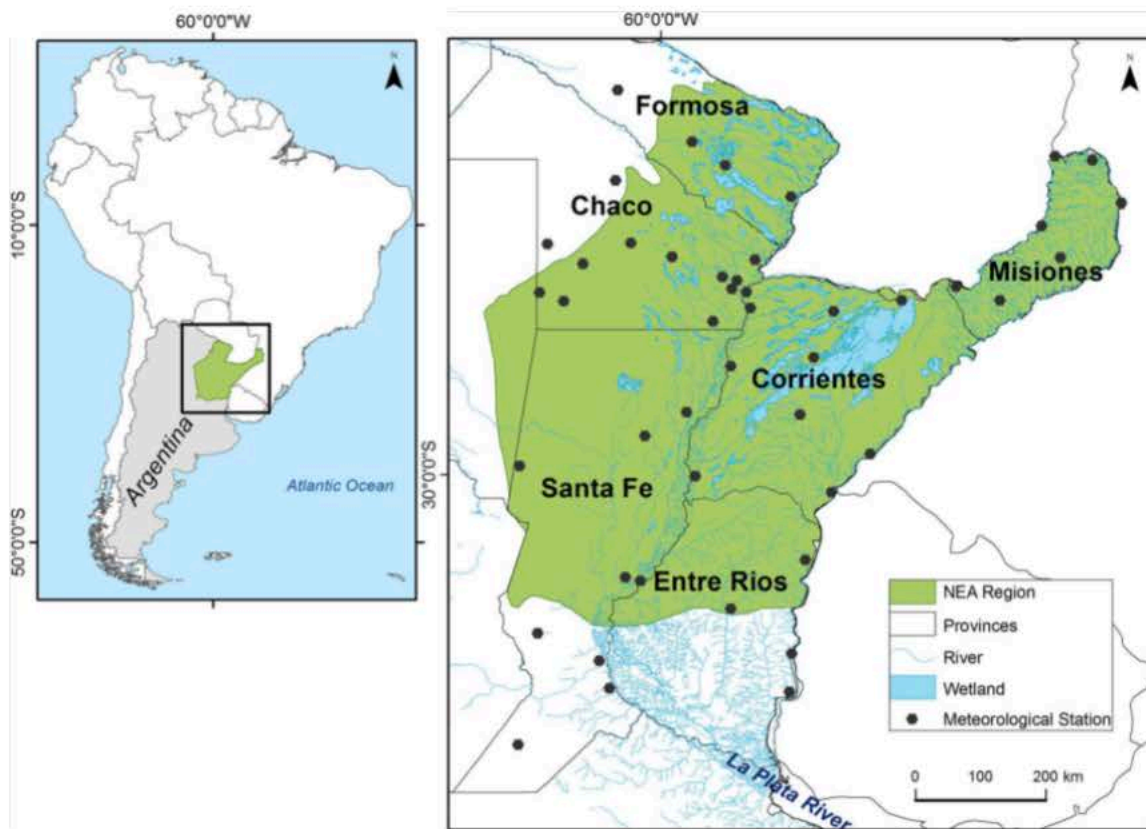 60°0'0"W
60°0'0"W
N
N
10°0'0"S
30°0'0"S
50°0'0"S
Argentina
Atlantic Ocean
Formosa
Chaco
Misiones
Corrientes
Santa Fe
Entre Rios
La Plata River
NEA Region
Provinces
River
Wetland
Meteorological Station
0 100 200 km